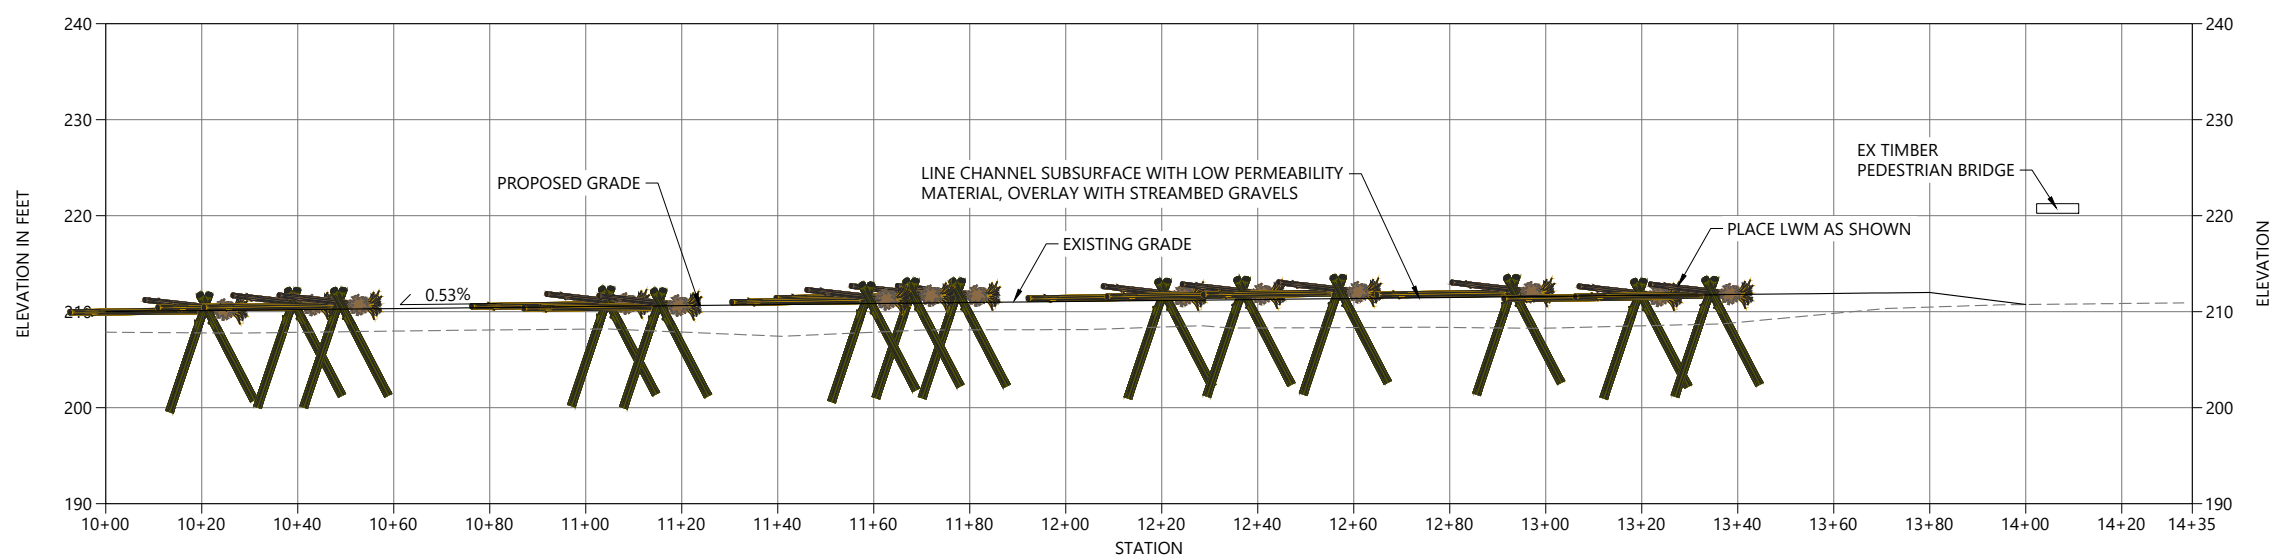 240
230
220
210
200
190
ELEVATION IN FEET
PROPOSED GRADE
0.53%
LINE CHANNEL SUBSURFACE WITH LOW PERMEABILITY
MATERIAL, OVERLAY WITH STREAMBED GRAVELS
EXISTING GRADE
PLACE LWM AS SHOWN
EX TIMBER
PEDESTRIAN BRIDGE
240
230
220
210
200
190
ELEVATION
10+00 10+20 10+40 10+60 10+80 11+00 11+20 11+40 11+60 11+80 12+00 12+20 12+40 12+60 12+80 13+00 13+20 13+40 13+60 13+80 14+00 14+20 14+35
STATION